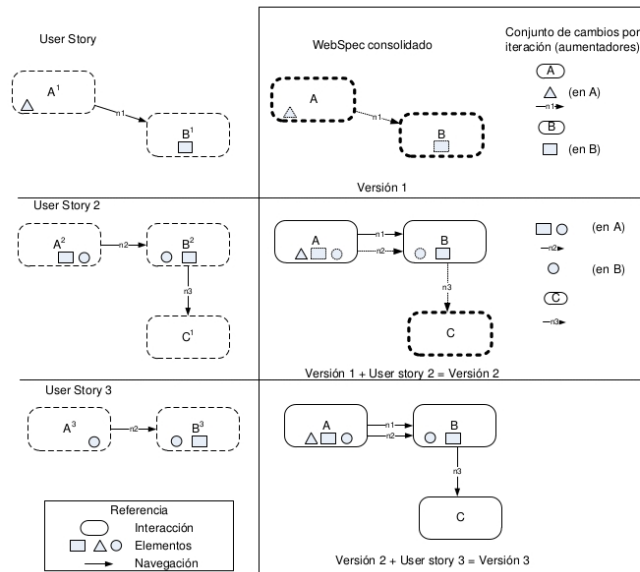 User Story
A1
n1
B1
WebSpec consolidado
A
n1
B
Versión 1
Conjunto de cambios por
iteración (aumentadores)
A
(en A)
n1
B
(en B)
User Story 2
A2
n2
B2
n3
C1
A
n1
n2
B
n3
C
Versión 1 + User story 2 = Versión 2
(en A)
n2
(en B)
C
n3
User Story 3
A3
n2
B3
A
n1
n2
B
n3
C
Versión 2 + User story 3 = Versión 3
Referencia
Interacción
Elementos
Navegación